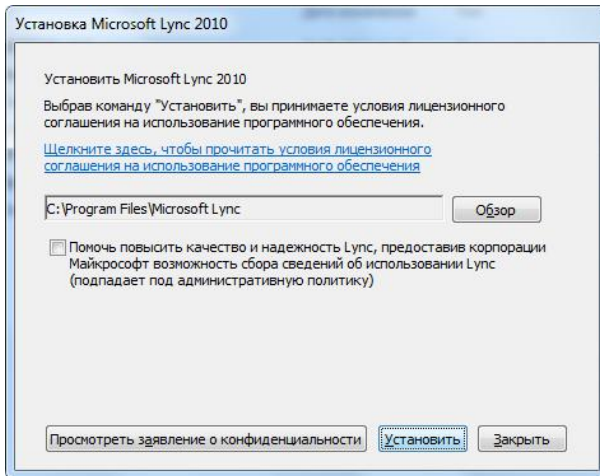 Установка Microsoft Lync 2010
Установить Microsoft Lync 2010
Выбрав команду "Установить", вы принимаете условия лицензионного
соглашения на использование программного обеспечения.
Щелкните здесь, чтобы прочитать условия лицензионного
соглашения на использование программного обеспечения
C:\Program Files\Microsoft Lync
Обзор
Помочь повысить качество и надежность Lync, предоставив корпорации
Майкрософт возможность сбора сведений об использовании Lync
(подпадает под административную политику)
Просмотреть заявление о конфиденциальности Установить Закрыть